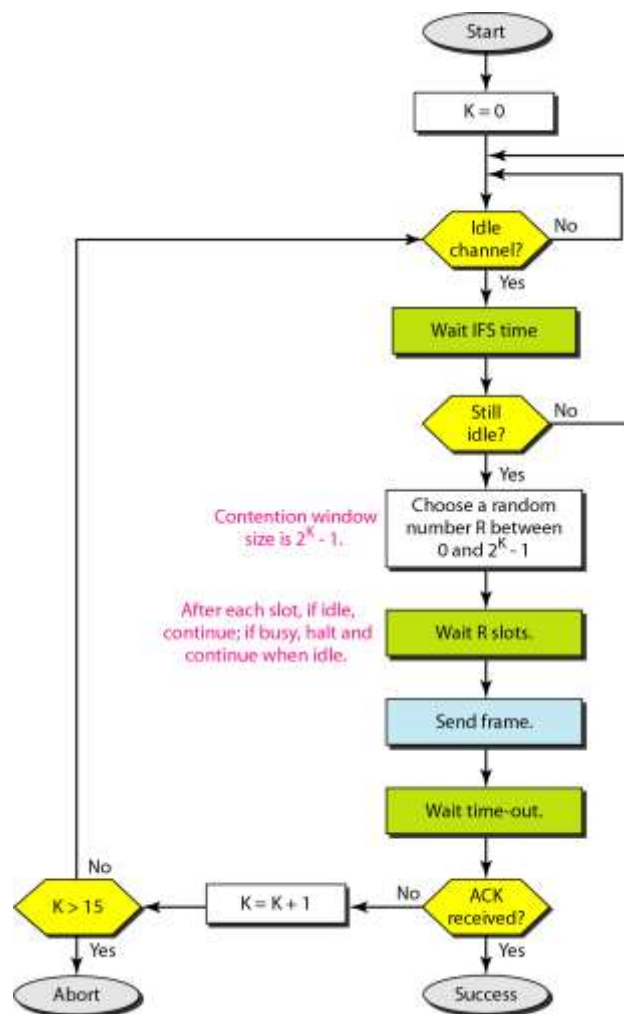 Start
K = 0
Idle
channel?
No
Yes
Wait IFS time
Still
idle?
No
Yes
Contention window
size is 2^K - 1.
Choose a random
number R between
0 and 2^K - 1
After each slot, if idle,
continue; if busy, halt and
continue when idle.
Wait R slots.
Send frame.
Wait time-out.
ACK
received?
No
Yes
K = K + 1
K > 15
No
Yes
Abort
Success